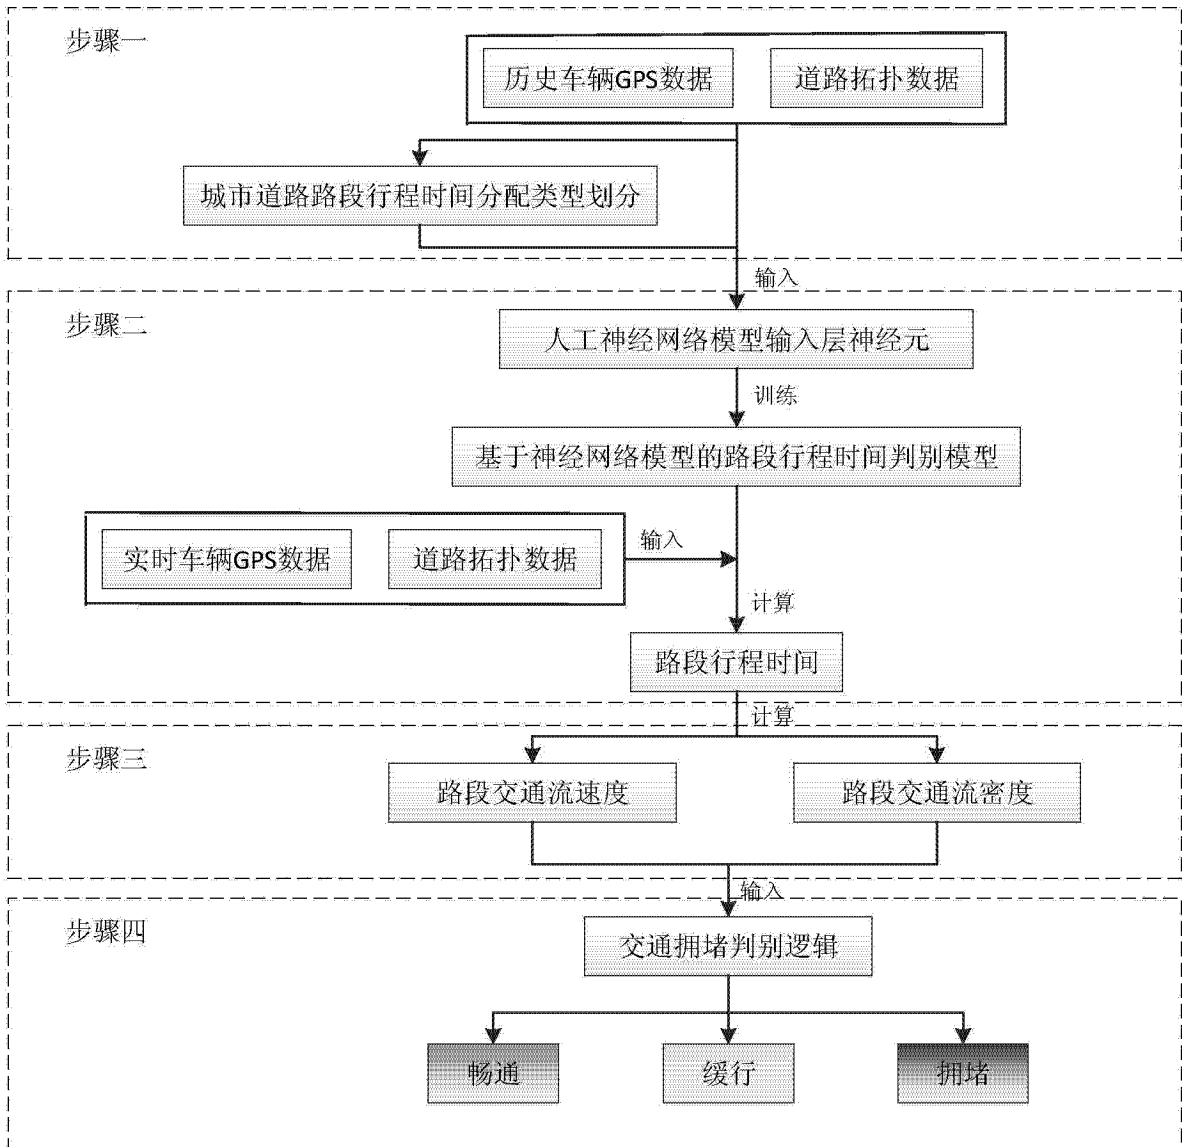 步骤一
历史车辆GPS数据
道路拓扑数据
城市道路路段行程时间分配类型划分
输入
步骤二
人工神经网络模型输入层神经元
训练
基于神经网络模型的路段行程时间判别模型
实时车辆GPS数据
道路拓扑数据
输入
计算
路段行程时间
计算
步骤三
路段交通流速度
路段交通流密度
输入
步骤四
交通拥堵判别逻辑
畅通
缓行
拥堵